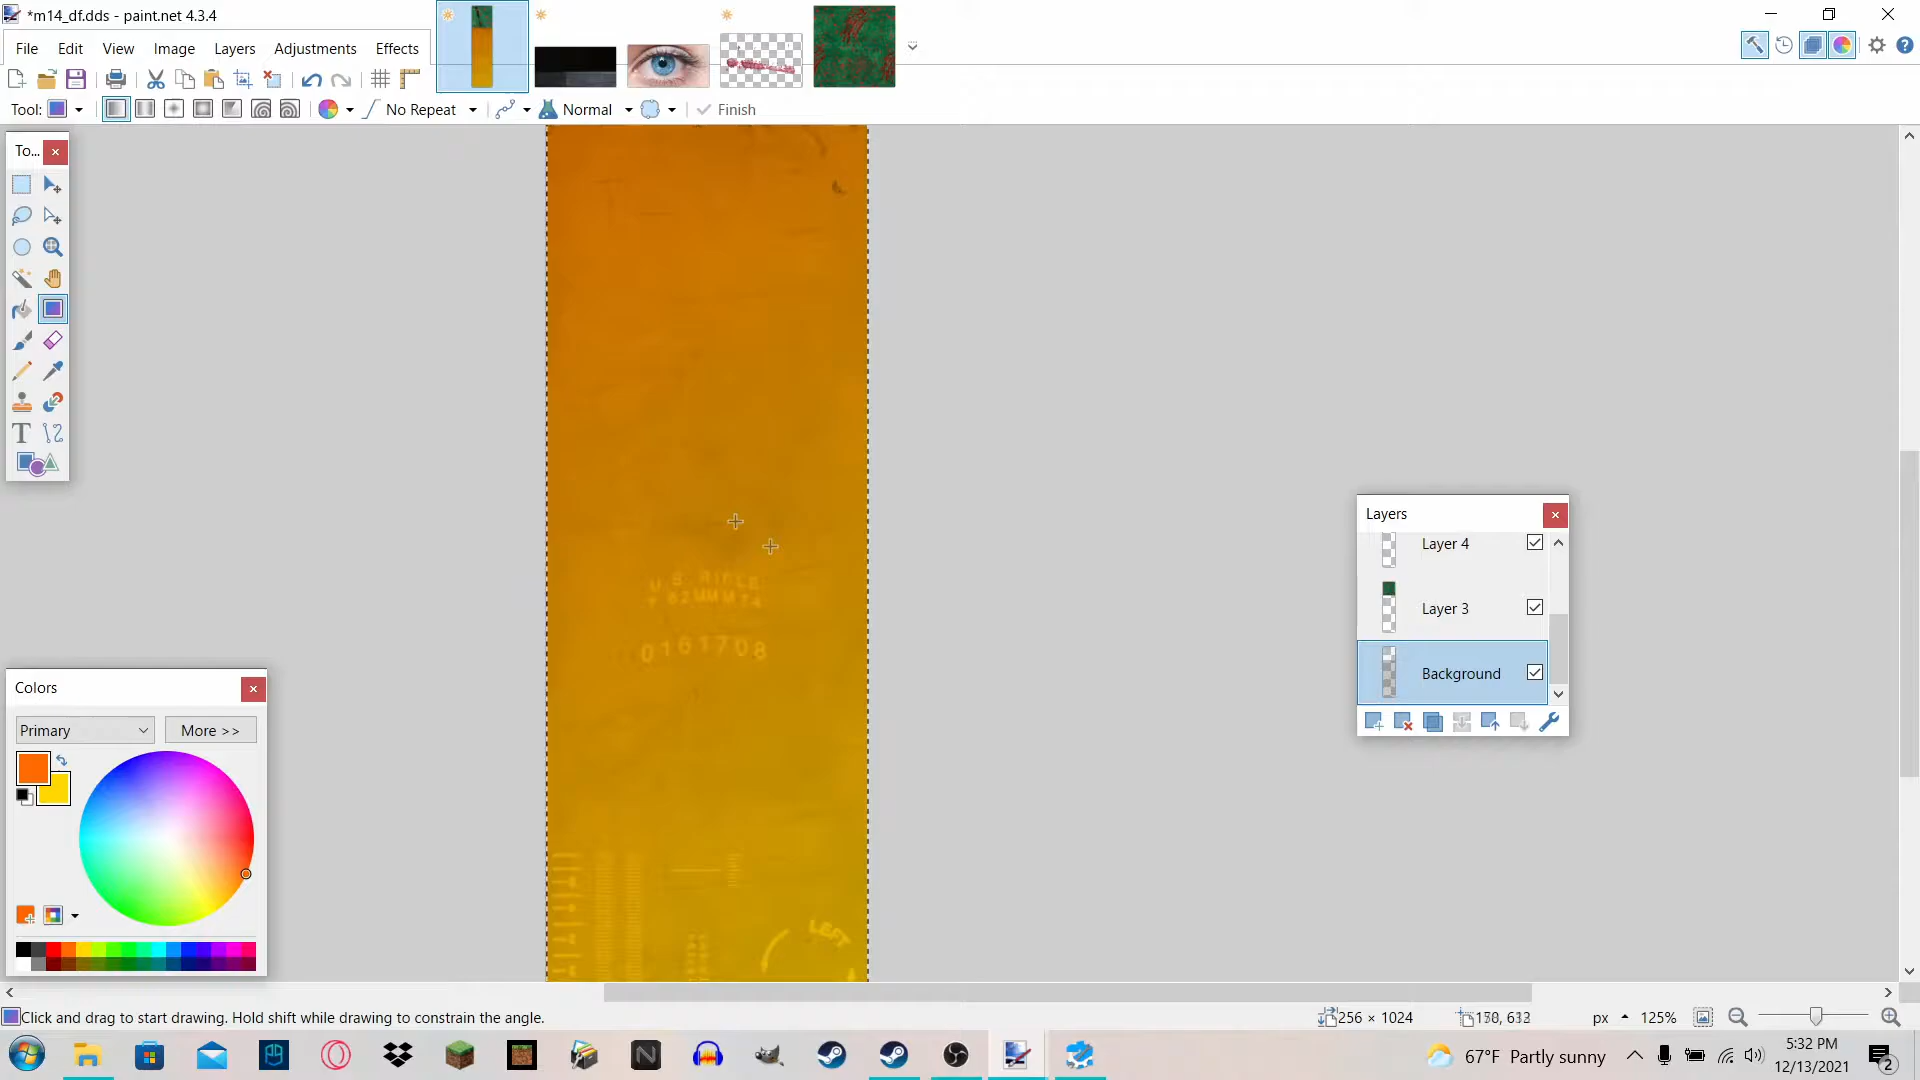 *m14_df.dds - paint.net 4.3.4
File Edit View Image Layers Adjustments Effects
Tool: No Repeat Normal Finish
To...
U.S. RIFLE
7.62MM M14
0161708
LEFT
Layers
Layer 4
Layer 3
Background
Colors
Primary More >>
Click and drag to start drawing. Hold shift while drawing to constrain the angle.
256 × 1024
px 125%
67°F Partly sunny
5:32 PM
12/13/2021
2